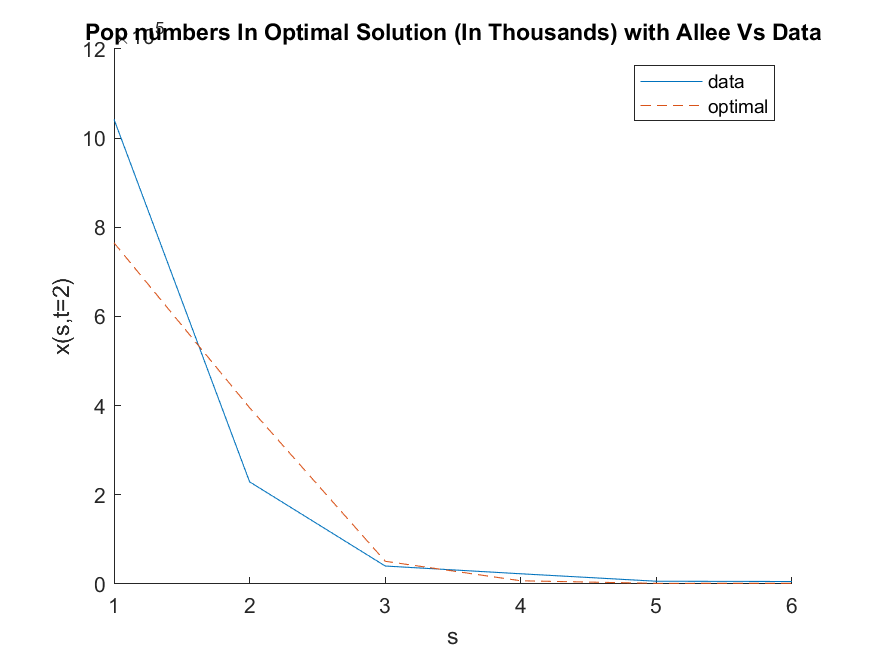 Pop numbers In Optimal Solution (In Thousands) with Allee Vs Data
×10^5
12
10
8
6
4
2
0
x(s,t=2)
data
optimal
1 2 3 4 5 6
s